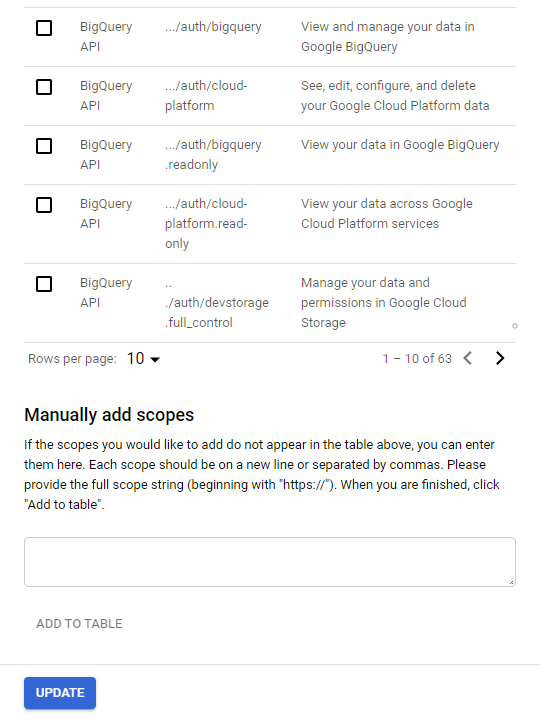 BigQuery API
.../auth/bigquery
View and manage your data in Google BigQuery
BigQuery API
.../auth/cloud-platform
See, edit, configure, and delete your Google Cloud Platform data
BigQuery API
.../auth/bigquery.readonly
View your data in Google BigQuery
BigQuery API
.../auth/cloud-platform.read-only
View your data across Google Cloud Platform services
BigQuery API
.../auth/devstorage.full_control
Manage your data and permissions in Google Cloud Storage
Rows per page: 10
1 – 10 of 63
Manually add scopes
If the scopes you would like to add do not appear in the table above, you can enter
them here. Each scope should be on a new line or separated by commas. Please
provide the full scope string (beginning with "https://"). When you are finished, click
"Add to table".
ADD TO TABLE
UPDATE